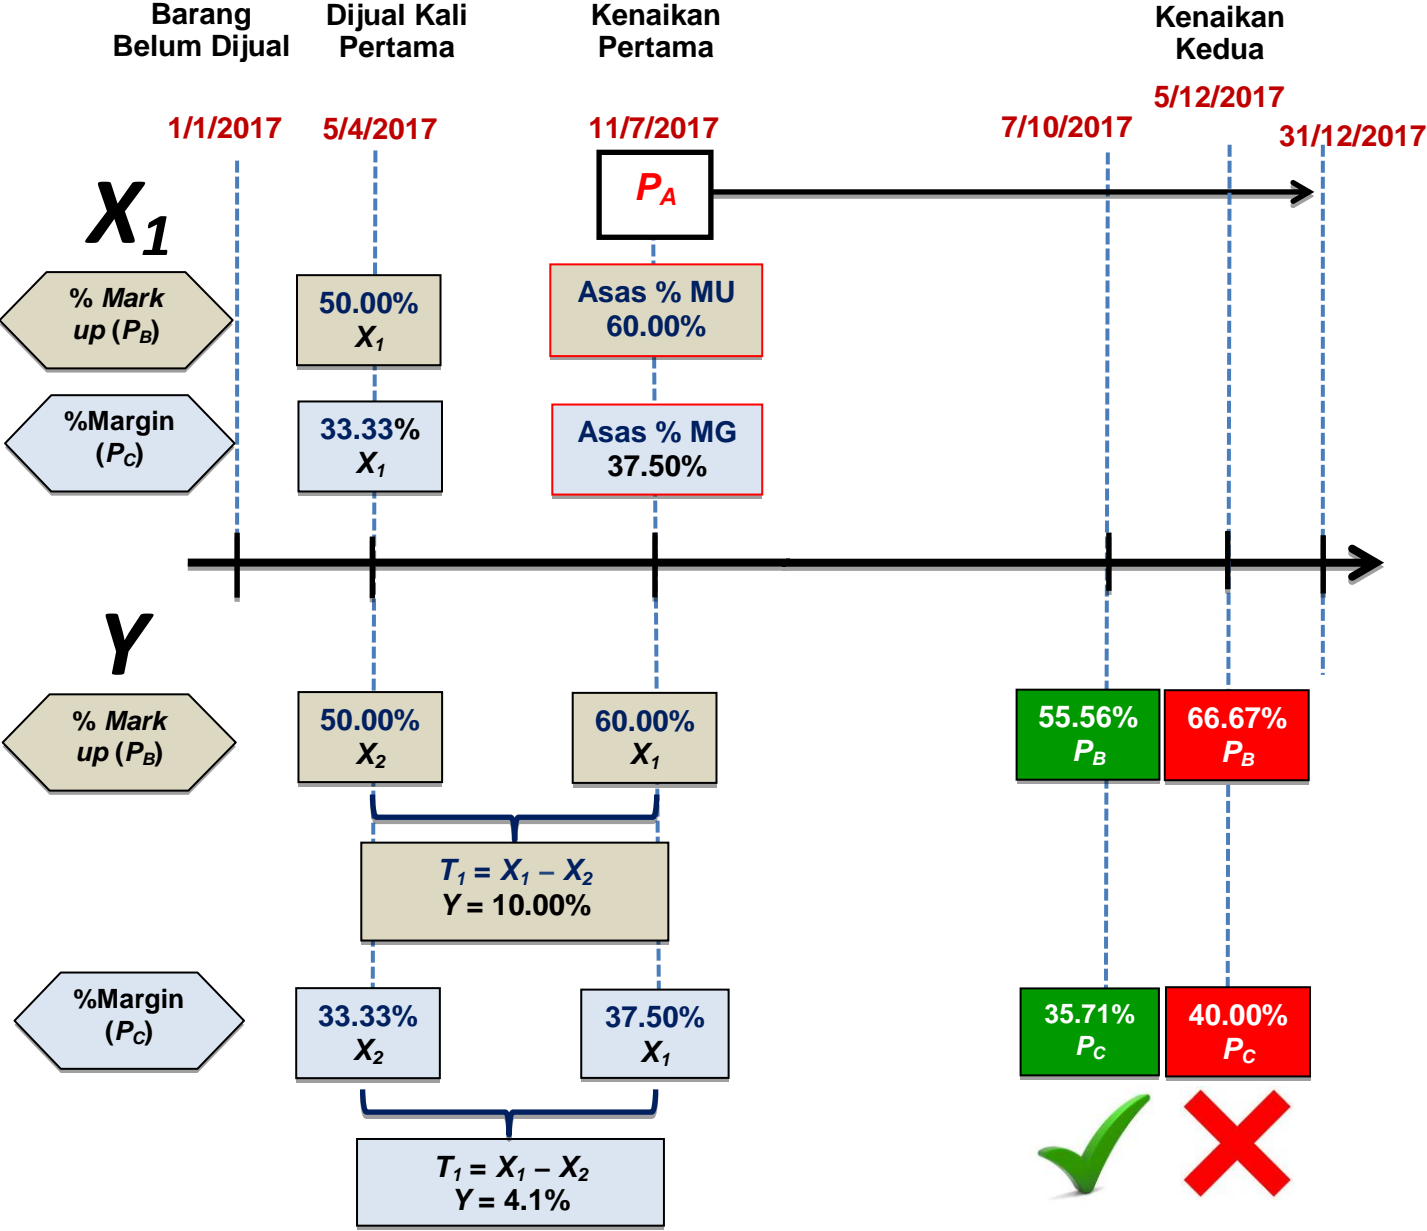 Barang
Belum Dijual
Dijual Kali
Pertama
Kenaikan
Pertama
Kenaikan
Kedua
1/1/2017
5/4/2017
11/7/2017
7/10/2017
5/12/2017
31/12/2017
X1
PA
% Mark
up (PB)
50.00%
X1
Asas % MU
60.00%
%Margin
(PC)
33.33%
X1
Asas % MG
37.50%
Y
% Mark
up (PB)
50.00%
X2
60.00%
X1
55.56%
PB
66.67%
PB
T1 = X1 – X2
Y = 10.00%
%Margin
(PC)
33.33%
X2
37.50%
X1
35.71%
PC
40.00%
PC
T1 = X1 – X2
Y = 4.1%